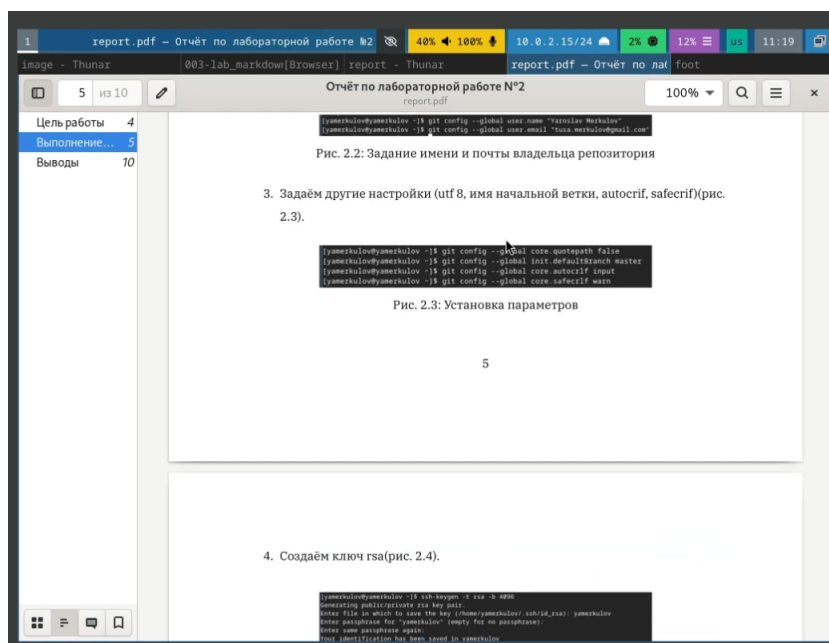 1 report.pdf — Отчёт по лабораторной работе №2 40% 100% 10.0.2.15/24 2% 12% us 11:19
image - Thunar 003-lab_markdown[Browser] report - Thunar report.pdf — Отчёт по лаб foot
5 из 10 Отчёт по лабораторной работе №2 100%
report.pdf
Цель работы 4
Выполнение... 5
Выводы 10
[yamerkulov@yamerkulov ~]$ git config --global user.name "Yaroslav Merkulov"
[yamerkulov@yamerkulov ~]$ git config --global user.email "tusa.merkulov@gmail.com"
Рис. 2.2: Задание имени и почты владельца репозитория
3. Задаём другие настройки (utf 8, имя начальной ветки, autocrif, safecrif)(рис.
2.3).
[yamerkulov@yamerkulov ~]$ git config --global core.quotepath false
[yamerkulov@yamerkulov ~]$ git config --global init.defaultBranch master
[yamerkulov@yamerkulov ~]$ git config --global core.autocrlf input
[yamerkulov@yamerkulov ~]$ git config --global core.safecrlf warn
Рис. 2.3: Установка параметров
5
4. Создаём ключ rsa(рис. 2.4).
[yamerkulov@yamerkulov ~]$ ssh-keygen -t rsa -b 4096
Generating public/private rsa key pair.
Enter file in which to save the key (/home/yamerkulov/.ssh/id_rsa): yamerkulov
Enter passphrase for "yamerkulov" (empty for no passphrase):
Enter same passphrase again:
Your identification has been saved in yamerkulov